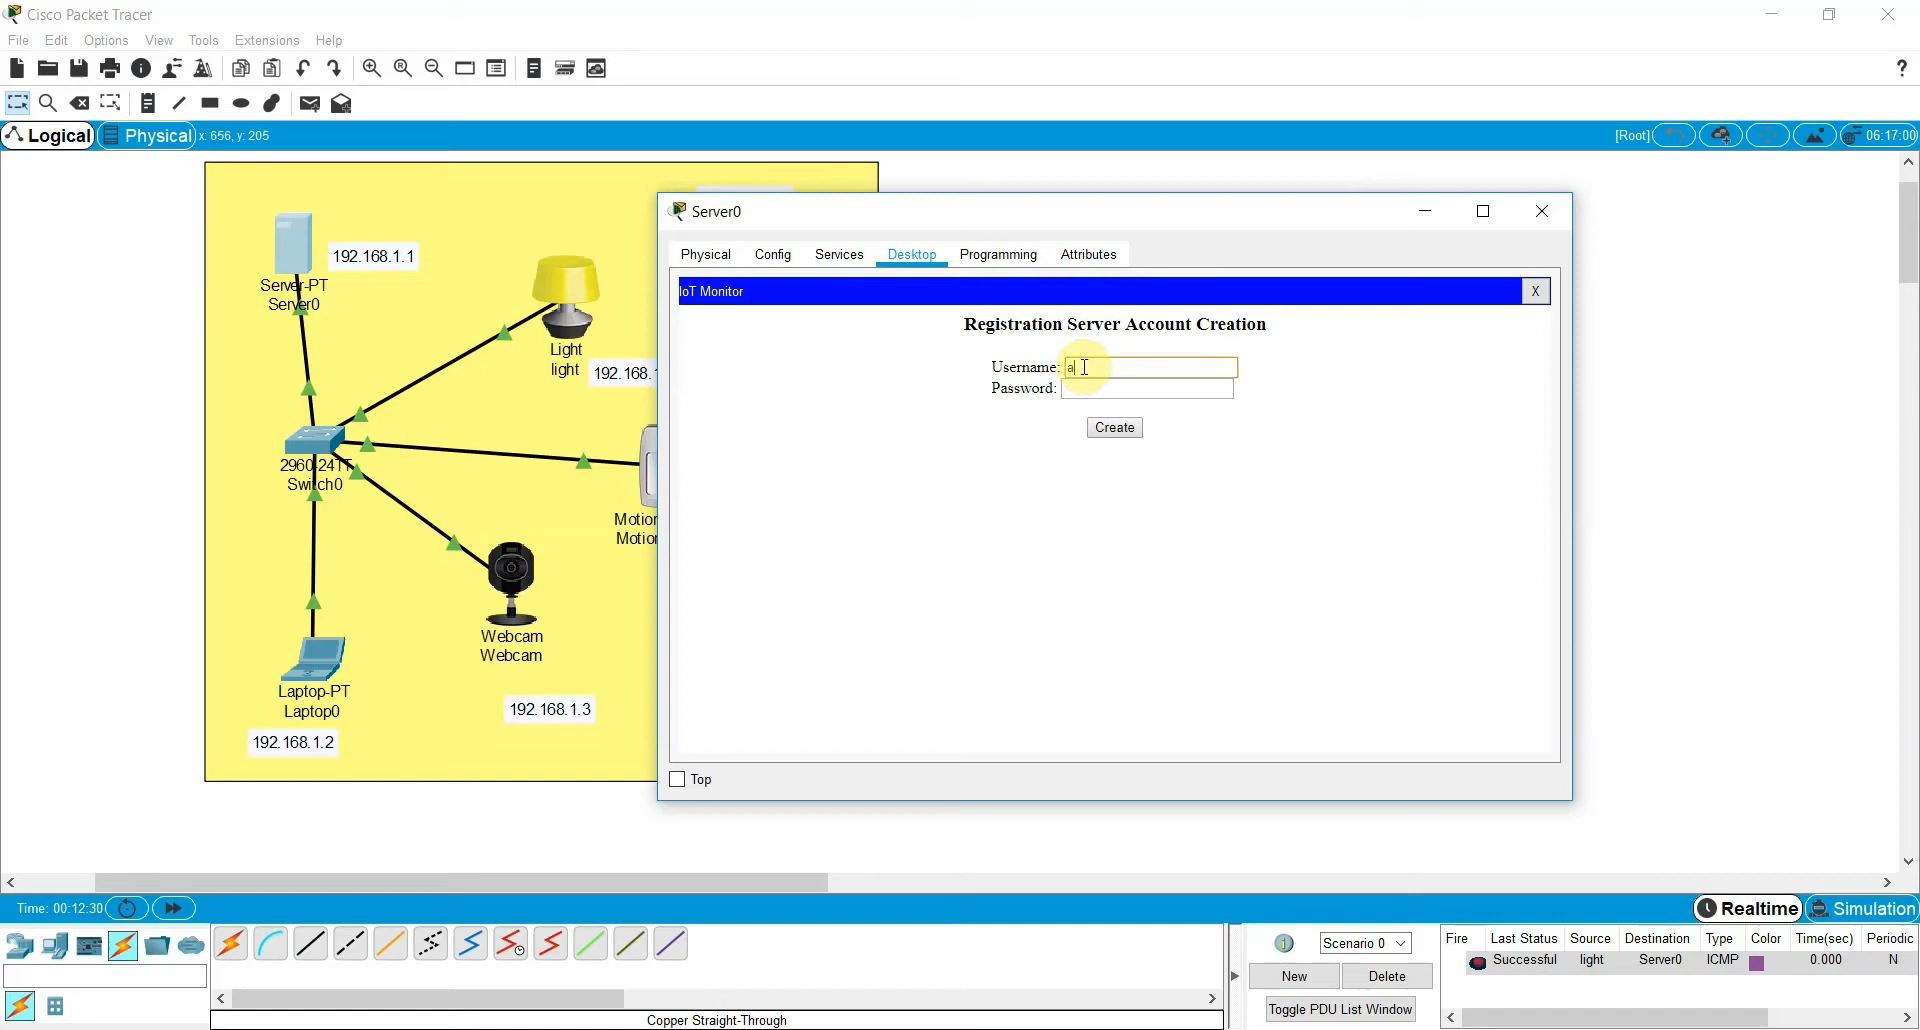 Cisco Packet Tracer
File Edit Options View Tools Extensions Help
?
Logical Physical x: 656, y: 205 [Root] 06:17:00
Server0
192.168.1.1
Physical Config Services Desktop Programming Attributes
Server-PT
Server0
IoT Monitor X
Registration Server Account Creation
Light
light
192.168.
Username: a
Password:
Create
2960-24TT
Switch0
Motion
Motion
Webcam
Webcam
Laptop-PT
Laptop0
192.168.1.3
192.168.1.2
Top
Time: 00:12:30 Realtime Simulation
Scenario 0
Fire Last Status Source Destination Type Color Time(sec) Periodic
Successful light Server0 ICMP 0.000 N
New Delete
Toggle PDU List Window
Copper Straight-Through